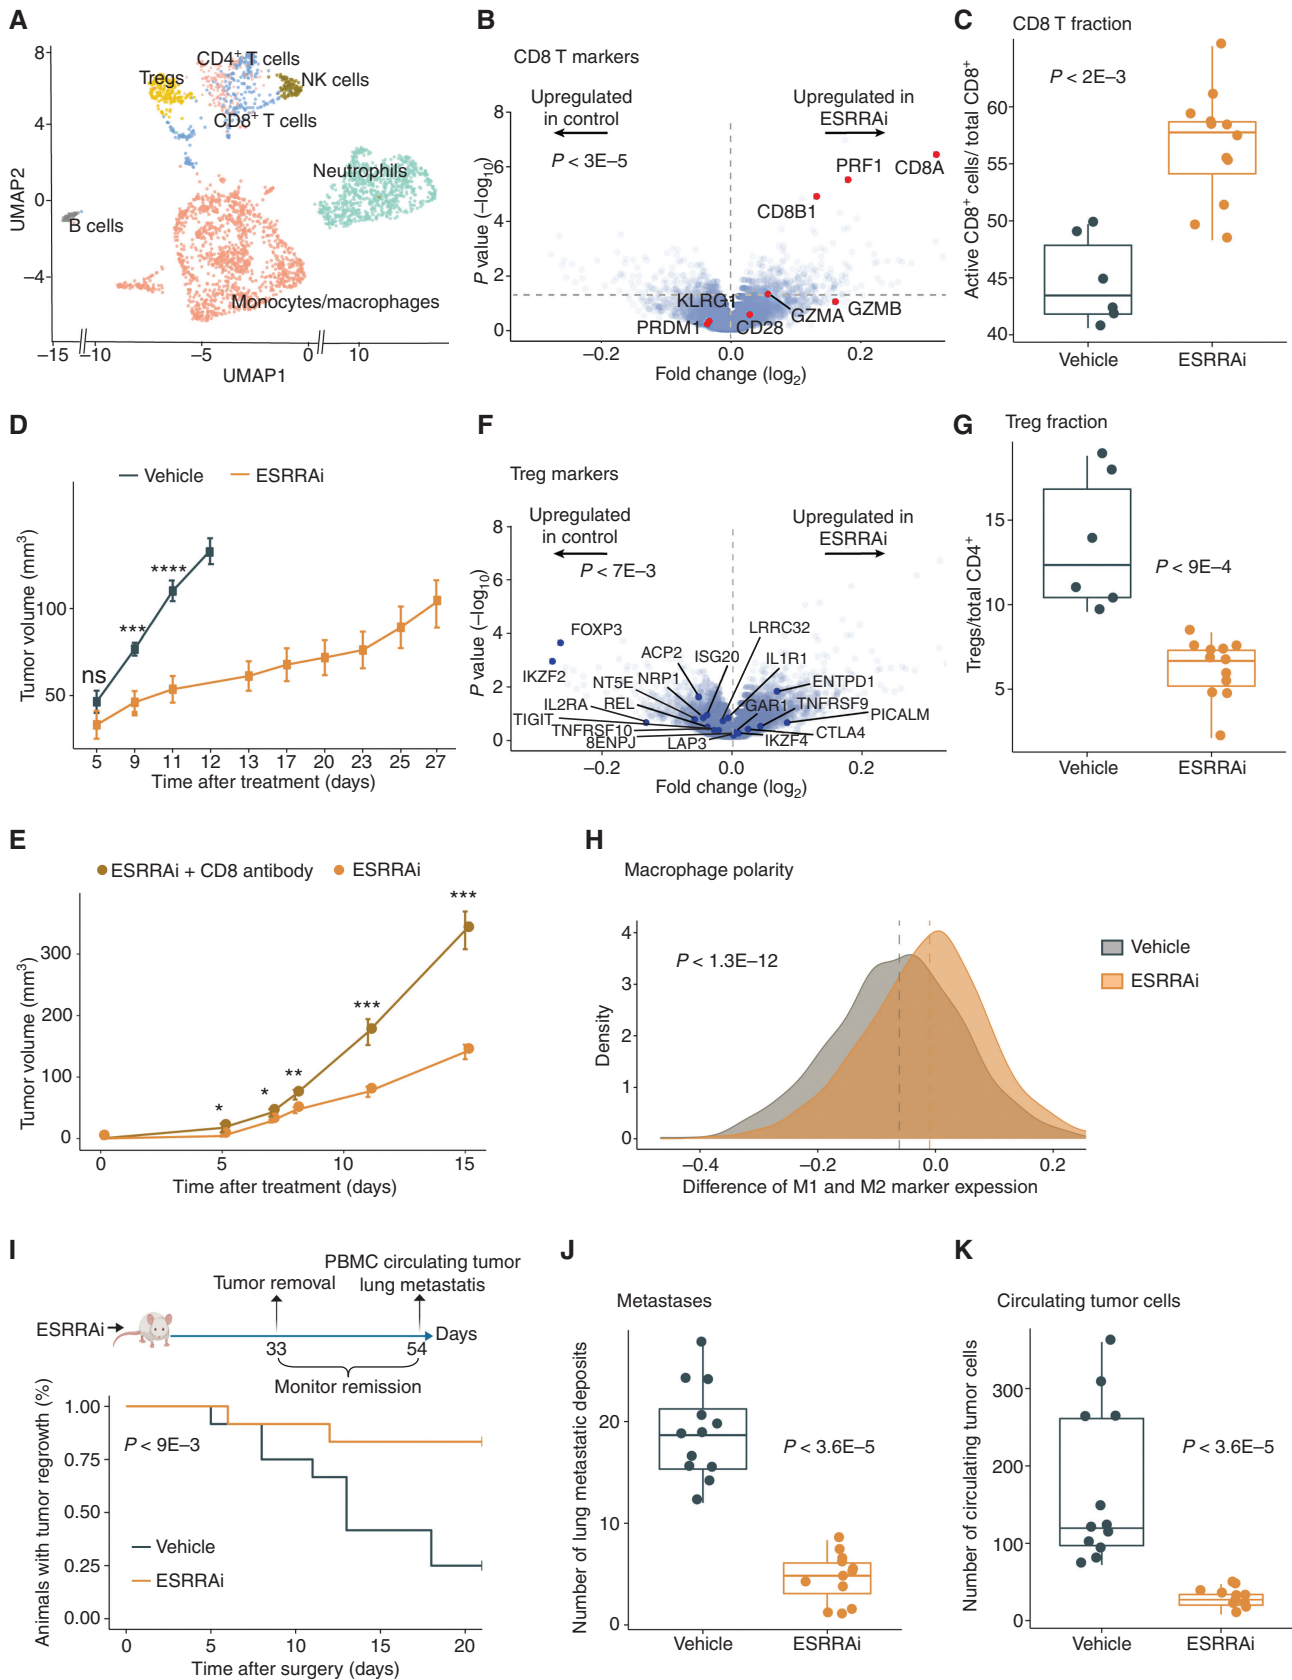 A
8
4
0
−4
UMAP2
Tregs
CD4+ T cells
NK cells
CD8+ T cells
Neutrophils
B cells
Monocytes/macrophages
−15 −10 −5 0 10
UMAP1
B
CD8 T markers
Upregulated
in control
Upregulated in
ESRRAi
P < 3E–5
8
6
4
2
0
P value (–log10)
PRF1
CD8A
CD8B1
KLRG1
PRDM1
CD28
GZMA
GZMB
−0.2 0.0 0.2
Fold change (log2)
C
CD8 T fraction
P < 2E–3
60
55
50
45
40
Active CD8+ cells/ total CD8+
Vehicle ESRRAi
D
Vehicle ESRRAi
Tumor volume (mm3)
100
50
ns
***
****
5 9 11 12 13 17 20 23 25 27
Time after treatment (days)
F
Treg markers
Upregulated
in control
Upregulated in
ESRRAi
P < 7E–3
8
6
4
2
0
P value (–log10)
FOXP3
IKZF2
ACP2
ISG20
LRRC32
IL1R1
NT5E
NRP1
ENTPD1
IL2RA
REL
GAR1
TNFRSF9
TIGIT
PICALM
TNFRSF10
CTLA4
8ENPJ
LAP3
IKZF4
−0.2 0.0 0.2
Fold change (log2)
G
Treg fraction
P < 9E–4
15
10
5
Tregs/total CD4+
Vehicle ESRRAi
E
ESRRAi + CD8 antibody ESRRAi
Tumor volume (mm3)
300
200
100
0
*
*
**
***
***
0 5 10 15
Time after treatment (days)
H
Macrophage polarity
P < 1.3E–12
4
3
2
1
0
Density
−0.4 −0.2 0.0 0.2
Difference of M1 and M2 marker expession
Vehicle
ESRRAi
I
PBMC circulating tumor
lung metastatis
Tumor removal
ESRRAi
Days
33 54
Monitor remission
Animals with tumor regrowth (%)
1.00
0.75
0.50
0.25
0.00
P < 9E–3
Vehicle
ESRRAi
0 5 10 15 20
Time after surgery (days)
J
Metastases
P < 3.6E–5
20
10
0
Number of lung metastatic deposits
Vehicle ESRRAi
K
Circulating tumor cells
P < 3.6E–5
300
200
100
0
Number of circulating tumor cells
Vehicle ESRRAi